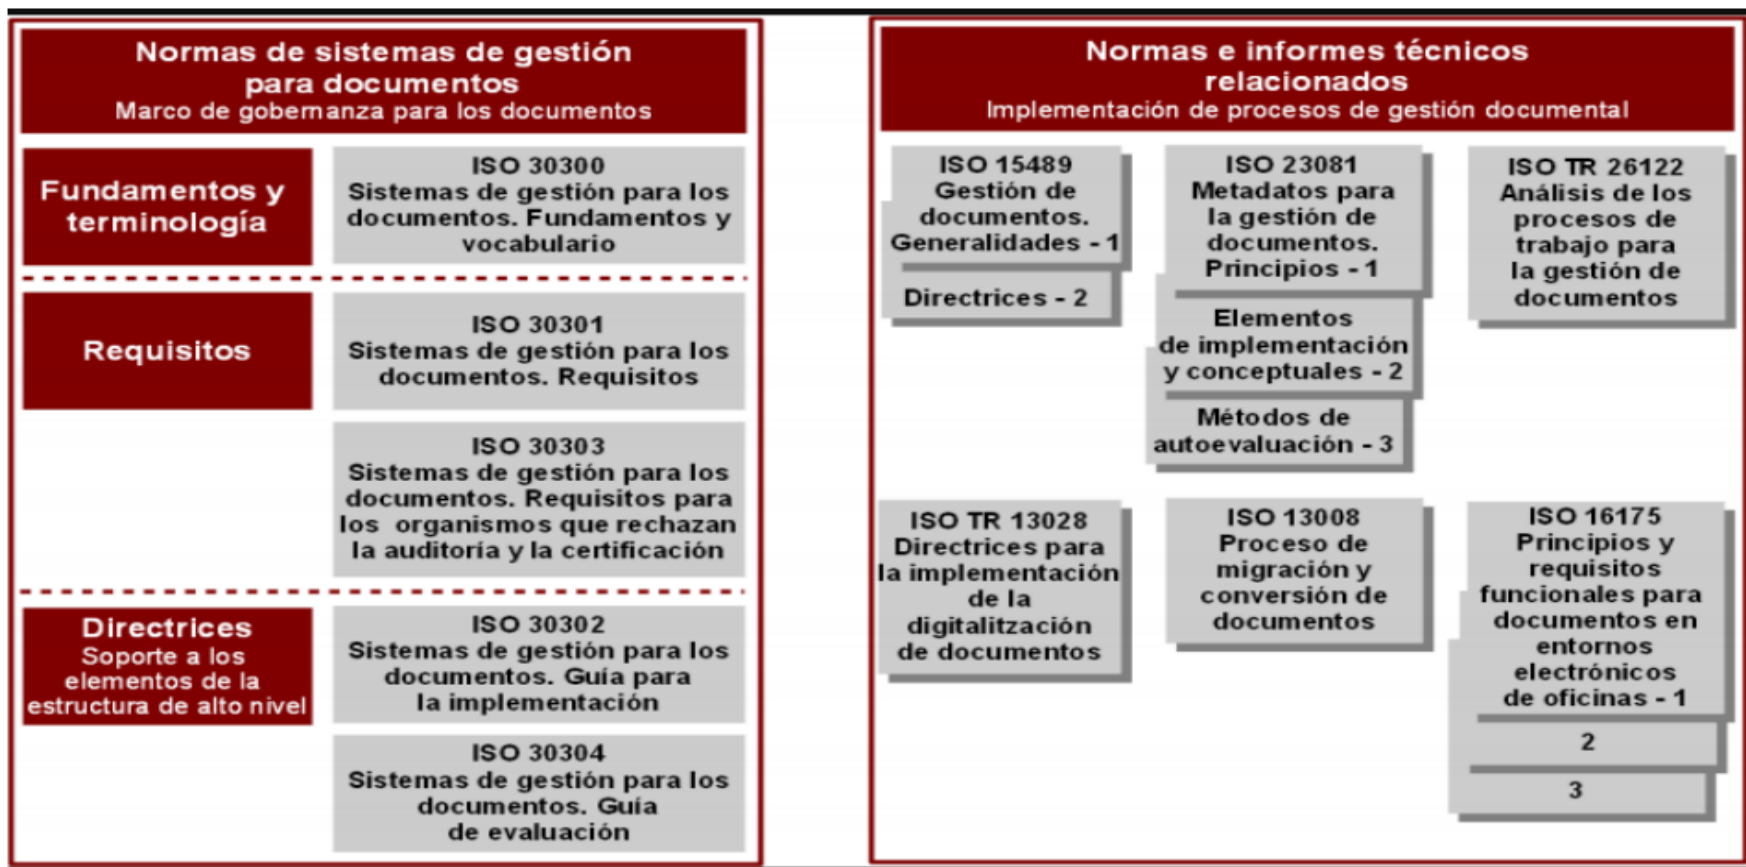 Normas de sistemas de gestión
para documentos
Marco de gobernanza para los documentos
Fundamentos y
terminología
ISO 30300
Sistemas de gestión para los
documentos. Fundamentos y
vocabulario
Requisitos
ISO 30301
Sistemas de gestión para los
documentos. Requisitos
ISO 30303
Sistemas de gestión para los
documentos. Requisitos para
los organismos que rechazan
la auditoría y la certificación
Directrices
Soporte a los
elementos de la
estructura de alto nivel
ISO 30302
Sistemas de gestión para los
documentos. Guía para
la implementación
ISO 30304
Sistemas de gestión para los
documentos. Guía
de evaluación
Normas e informes técnicos
relacionados
Implementación de procesos de gestión documental
ISO 15489
Gestión de
documentos.
Generalidades - 1
Directrices - 2
ISO 23081
Metadatos para
la gestión de
documentos.
Principios - 1
Elementos
de implementación
y conceptuales - 2
Métodos de
autoevaluación - 3
ISO TR 26122
Análisis de los
procesos de
trabajo para
la gestión de
documentos
ISO TR 13028
Directrices para
la implementación
de la
digitalitzación
de documentos
ISO 13008
Proceso de
migración y
conversión de
documentos
ISO 16175
Principios y
requisitos
funcionales para
documentos en
entornos
electrónicos
de oficinas - 1
2
3